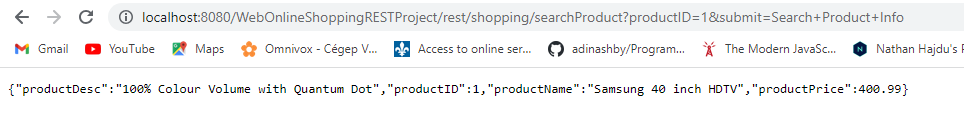 localhost:8080/WebOnlineShoppingRESTProject/rest/shopping/searchProduct?productID=1&submit=Search+Product+Info
Gmail YouTube Maps Omnivox - Cégep V... Access to online ser... adinashby/Program... The Modern JavaSc... Nathan Hajdu's
{"productDesc":"100% Colour Volume with Quantum Dot","productID":1,"productName":"Samsung 40 inch HDTV","productPrice":400.99}